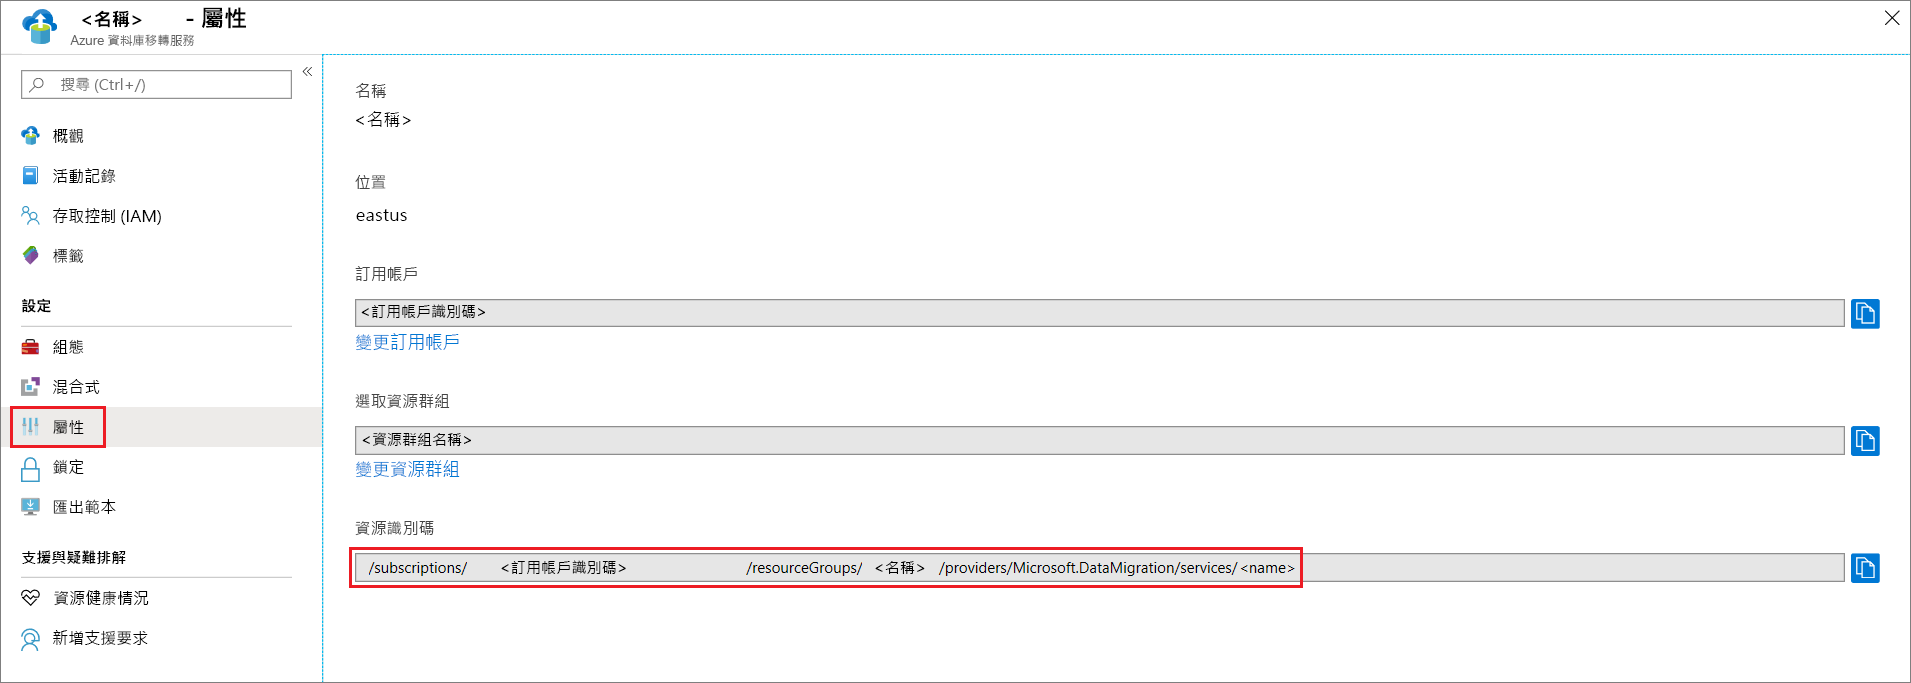 <名稱> - 屬性
Azure 資料庫移轉服務
搜尋 (Ctrl+/)
概觀
活動記錄
存取控制 (IAM)
標籤
設定
組態
混合式
屬性
鎖定
匯出範本
支援與疑難排解
資源健康情況
新增支援要求
名稱
<名稱>
位置
eastus
訂用帳戶
<訂用帳戶識別碼>
變更訂用帳戶
選取資源群組
<資源群組名稱>
變更資源群組
資源識別碼
/subscriptions/ <訂用帳戶識別碼> /resourceGroups/ <名稱> /providers/Microsoft.DataMigration/services/ <name>